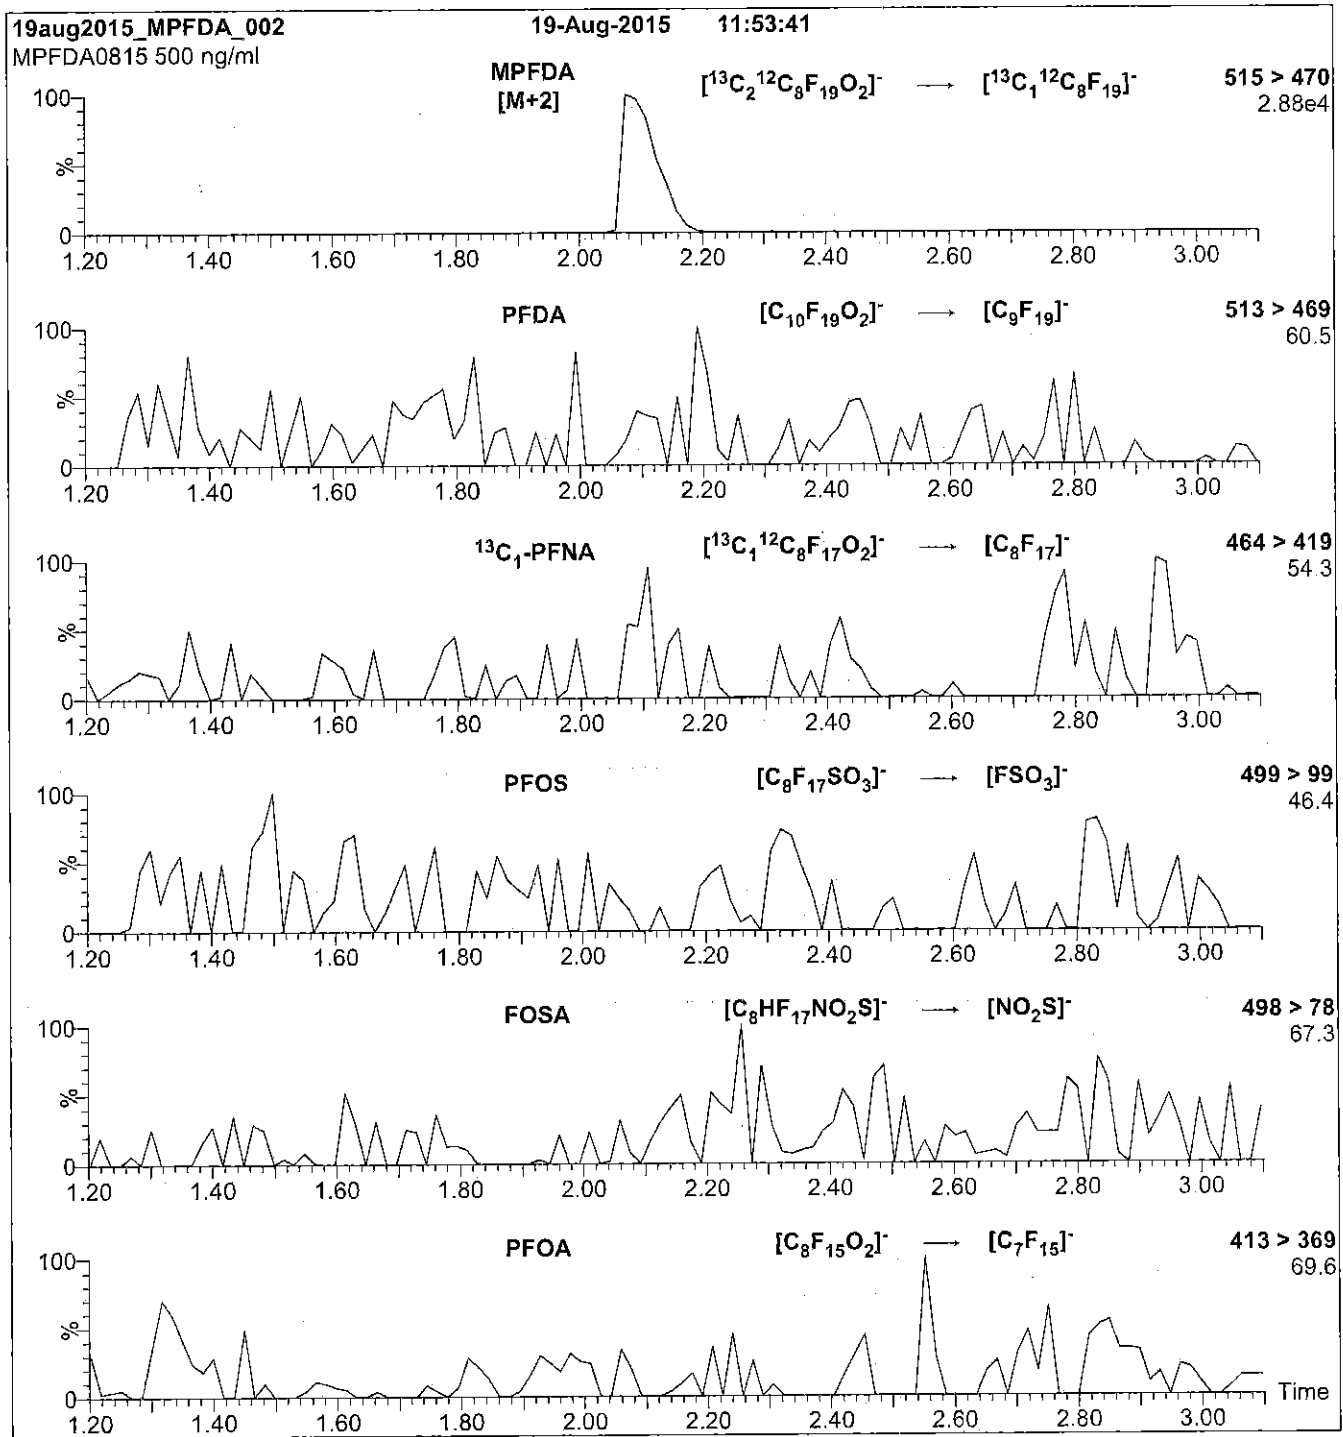 19aug2015_MPFDA_002 19-Aug-2015 11:53:41
MPFDA0815 500 ng/ml
MPFDA [¹³C₂¹²C₈F₁₉O₂]⁻ → [¹³C₁¹²C₈F₁₉]⁻ 515 > 470
[M+2] 2.88e4
100
%
0
1.20 1.40 1.60 1.80 2.00 2.20 2.40 2.60 2.80 3.00
PFDA [C₁₀F₁₉O₂]⁻ → [C₉F₁₉]⁻ 513 > 469
60.5
100
%
0
1.20 1.40 1.60 1.80 2.00 2.20 2.40 2.60 2.80 3.00
¹³C₁-PFNA [¹³C₁¹²C₈F₁₇O₂]⁻ → [C₈F₁₇]⁻ 464 > 419
54.3
100
%
0
1.20 1.40 1.60 1.80 2.00 2.20 2.40 2.60 2.80 3.00
PFOS [C₈F₁₇SO₃]⁻ → [FSO₃]⁻ 499 > 99
46.4
100
%
0
1.20 1.40 1.60 1.80 2.00 2.20 2.40 2.60 2.80 3.00
FOSA [C₈HF₁₇NO₂S]⁻ → [NO₂S]⁻ 498 > 78
67.3
100
%
0
1.20 1.40 1.60 1.80 2.00 2.20 2.40 2.60 2.80 3.00
PFOA [C₈F₁₅O₂]⁻ → [C₇F₁₅]⁻ 413 > 369
69.6
100
%
0 Time
1.20 1.40 1.60 1.80 2.00 2.20 2.40 2.60 2.80 3.00